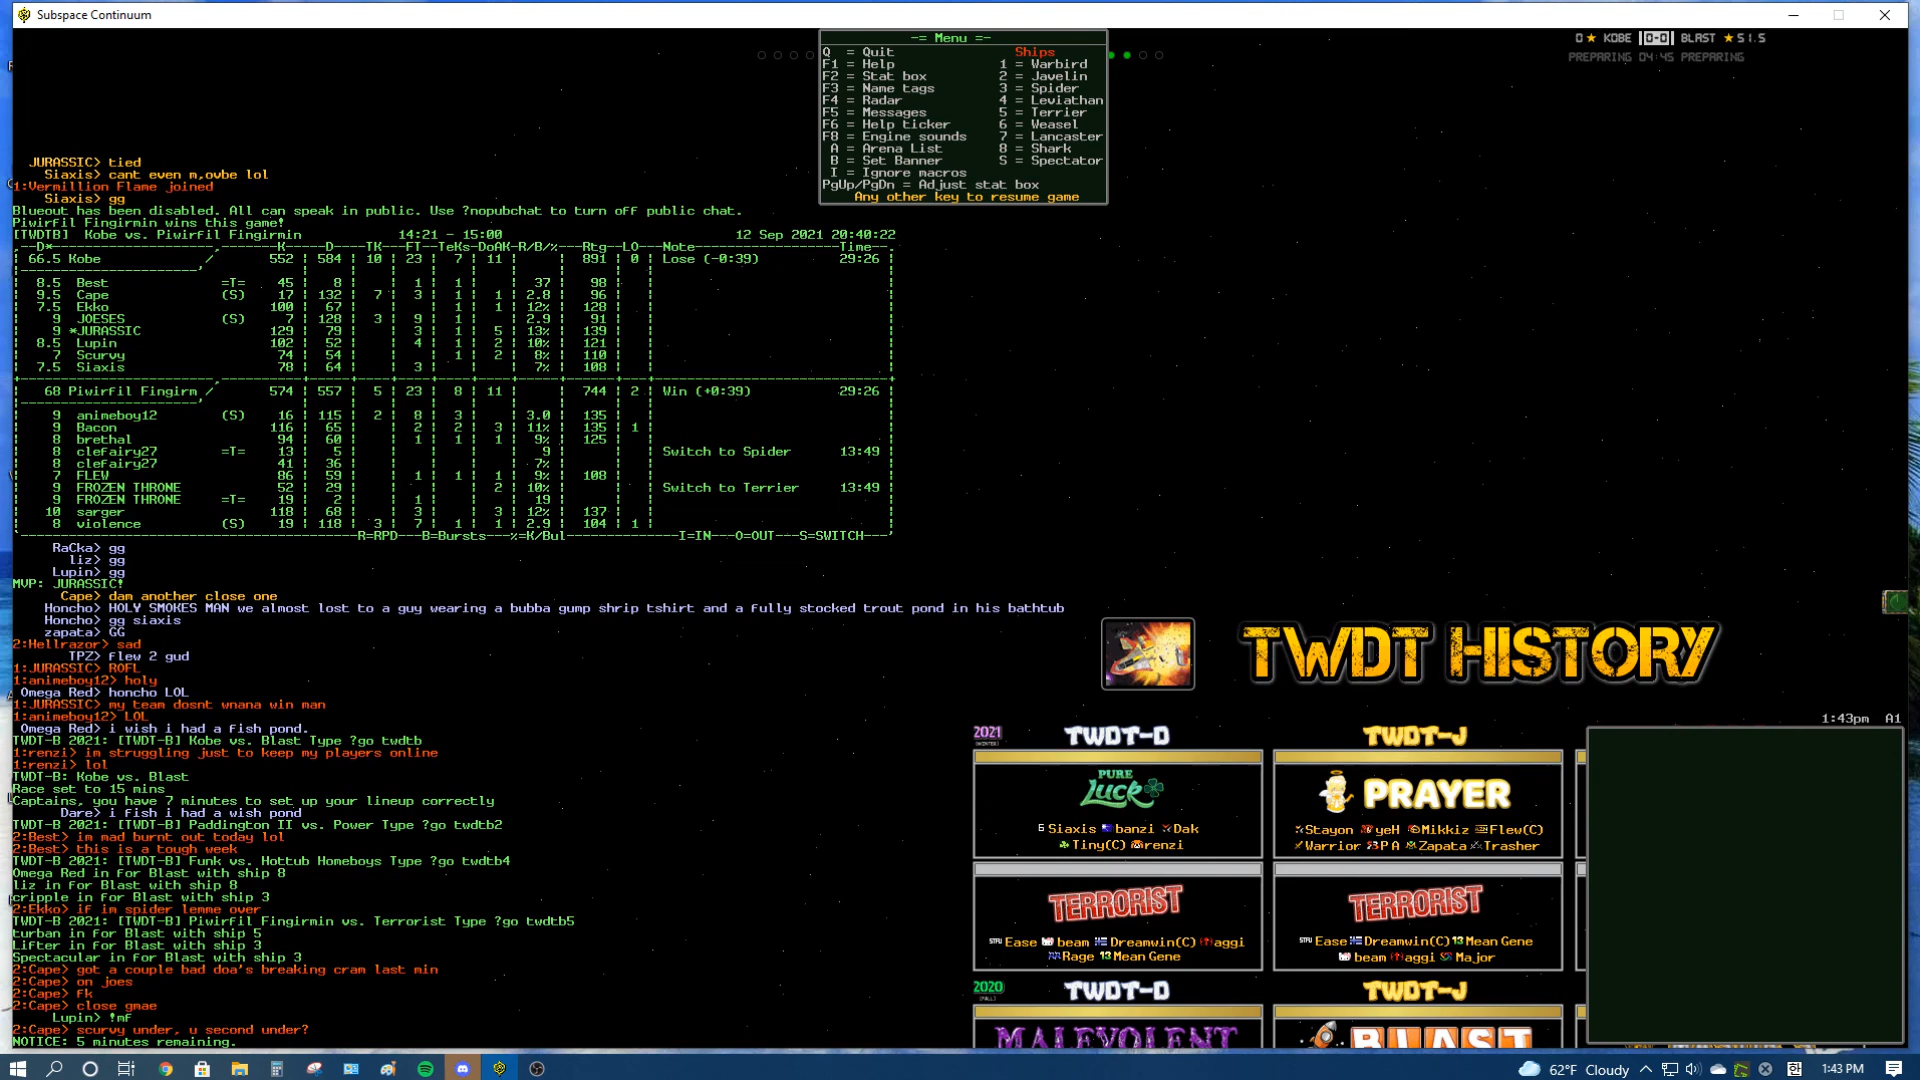 Subspace Continuum
-= Menu =-
Q = Quit Ships
F1 = Help 1 = Warbird
F2 = Stat box 2 = Javelin
F3 = Name tags 3 = Spider
F4 = Radar 4 = Leviathan
F5 = Messages 5 = Terrier
F6 = Help ticker 6 = Weasel
F8 = Engine sounds 7 = Lancaster
A = Arena List 8 = Shark
B = Set Banner S = Spectator
I = Ignore macros
PgUp/PgDn = Adjust stat box
Any other key to resume game
0 KOBE 0-0 BLAST 51.5
PREPARING 04:45 PREPARING
JURASSIC> tied
Siaxis> cant even m,ovbe lol
1:Vermillion Flame joined
Siaxis> gg
Blueout has been disabled. All can speak in public. Use ?nopubchat to turn off public chat.
Piwirfil Fingirmin wins this game!
[TWDTB] Kobe vs. Piwirfil Fingirmin 14:21 - 15:00 12 Sep 2021 20:40:22
D* K D TK FT TeKs DoAK R/B/% Rtg LO Note Time
66.5 Kobe / 552 584 10 23 7 11 891 0 Lose (-0:39) 29:26
8.5 Best =T= 45 8 1 1 37 98
9.5 Cape (S) 17 132 7 3 1 1 2.8 96
7.5 Ekko 100 67 1 1 12% 128
9 JOESES (S) 7 128 3 9 1 2.9 91
9 *JURASSIC 129 79 3 1 5 13% 139
8.5 Lupin 102 52 4 1 2 10% 121
7 Scurvy 74 54 1 2 8% 110
7.5 Siaxis 78 64 3 7% 108
68 Piwirfil Fingirm / 574 557 5 23 8 11 744 2 Win (+0:39) 29:26
9 animeboy12 (S) 16 115 2 8 3 3.0 135
9 Bacon 116 65 2 2 3 11% 135 1
8 brethal 94 60 1 1 1 9% 125
8 clefairy27 =T= 13 5 9 Switch to Spider 13:49
8 clefairy27 41 36 7%
7 FLEW 86 59 1 1 1 9% 108
9 FROZEN THRONE 52 29 2 10% Switch to Terrier 13:49
9 FROZEN THRONE =T= 19 2 1 19
10 sarger 118 68 3 3 12% 137
8 violence (S) 19 118 3 7 1 1 2.9 104 1
R=RPD---B=Bursts---%=K/Bul I=IN---O=OUT---S=SWITCH
RaCka> gg
liz> gg
Lupin> gg
MVP: JURASSIC!
Cape> dam another close one
Honcho> HOLY SMOKES MAN we almost lost to a guy wearing a bubba gump shrip tshirt and a fully stocked trout pond in his bathtub
Honcho> gg siaxis
zapata> GG
2:Hellrazor> sad
TPZ> flew 2 gud
1:JURASSIC> ROFL
1:animeboy12> holy
Omega Red> honcho LOL
1:JURASSIC> my team dosnt wnana win man
1:animeboy12> LOL
Omega Red> i wish i had a fish pond.
TWDT-B 2021: [TWDT-B] Kobe vs. Blast Type ?go twdtb
1:renzi> im struggling just to keep my players online
1:renzi> lol
TWDT-B: Kobe vs. Blast
Race set to 15 mins
Captains, you have 7 minutes to set up your lineup correctly
Dare> i fish i had a wish pond
TWDT-B 2021: [TWDT-B] Paddington II vs. Power Type ?go twdtb2
2:Best> im mad burnt out today lol
2:Best> this is a tough week
TWDT-B 2021: [TWDT-B] Funk vs. Hottub Homeboys Type ?go twdtb4
Omega Red in for Blast with ship 8
liz in for Blast with ship 8
cripple in for Blast with ship 3
2:Ekko> if im spider lemme over
TWDT-B 2021: [TWDT-B] Piwirfil Fingirmin vs. Terrorist Type ?go twdtb5
turban in for Blast with ship 5
Lifter in for Blast with ship 3
Spectacular in for Blast with ship 3
2:Cape> got a couple bad doa's breaking cram last min
2:Cape> on joes
2:Cape> fk
2:Cape> close gmae
Lupin> !mf
2:Cape> scurvy under, u second under?
NOTICE: 5 minutes remaining.
TWDT HISTORY
1:43pm A1
2021 TWDT-D TWDT-J
(WINTER)
PURE LUCK
Siaxis banzi Dak
Tiny(C) renzi
PRAYER
Stayon yeH Mikkiz Flew(C)
Warrior PA Zapata Trasher
TERRORIST
Ease beam Dreamwin(C) aggi
Rage Mean Gene
TERRORIST
Ease Dreamwin(C) Mean Gene
beam aggi Major
2020 TWDT-D TWDT-J
(FALL)
MALEVOLENT BLAST
62°F Cloudy 1:43 PM